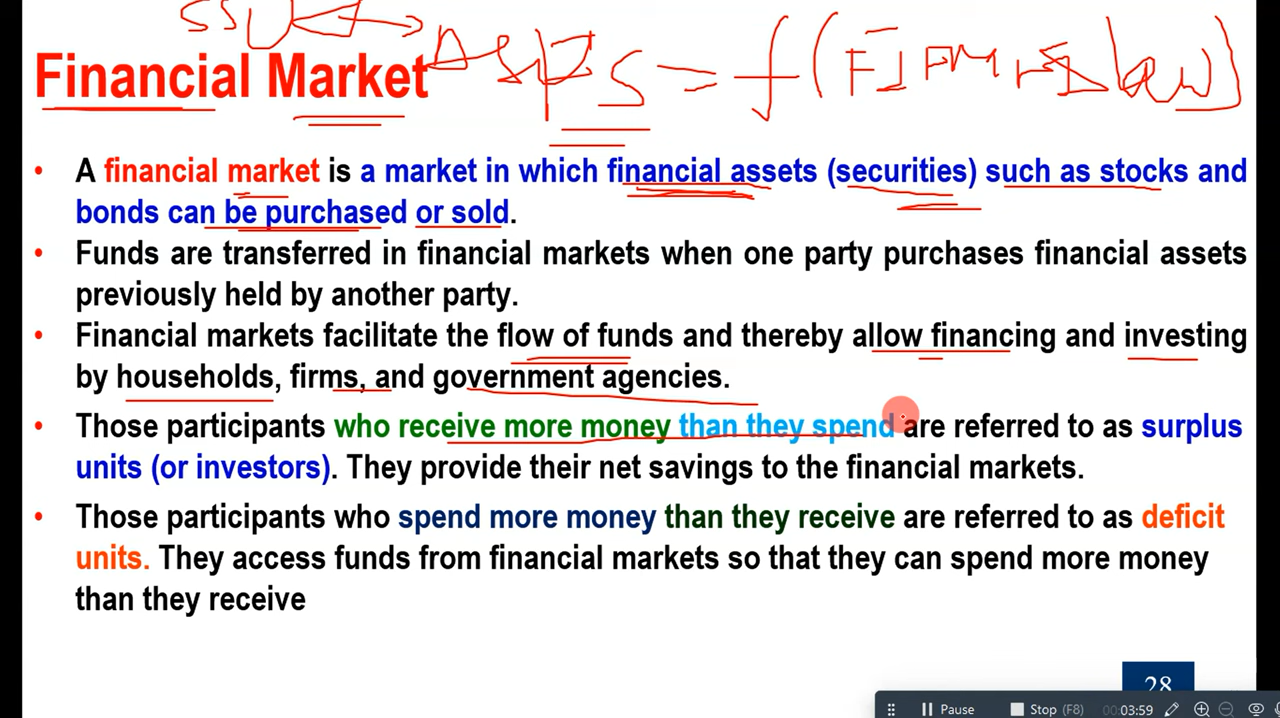 SSU
= f(FI FM FS law)
Financial Market
• A financial market is a market in which financial assets (securities) such as stocks and
bonds can be purchased or sold.
• Funds are transferred in financial markets when one party purchases financial assets
previously held by another party.
• Financial markets facilitate the flow of funds and thereby allow financing and investing
by households, firms, and government agencies.
• Those participants who receive more money than they spend are referred to as surplus
units (or investors). They provide their net savings to the financial markets.
• Those participants who spend more money than they receive are referred to as deficit
units. They access funds from financial markets so that they can spend more money
than they receive
28
Pause Stop (F8) 00:03:59